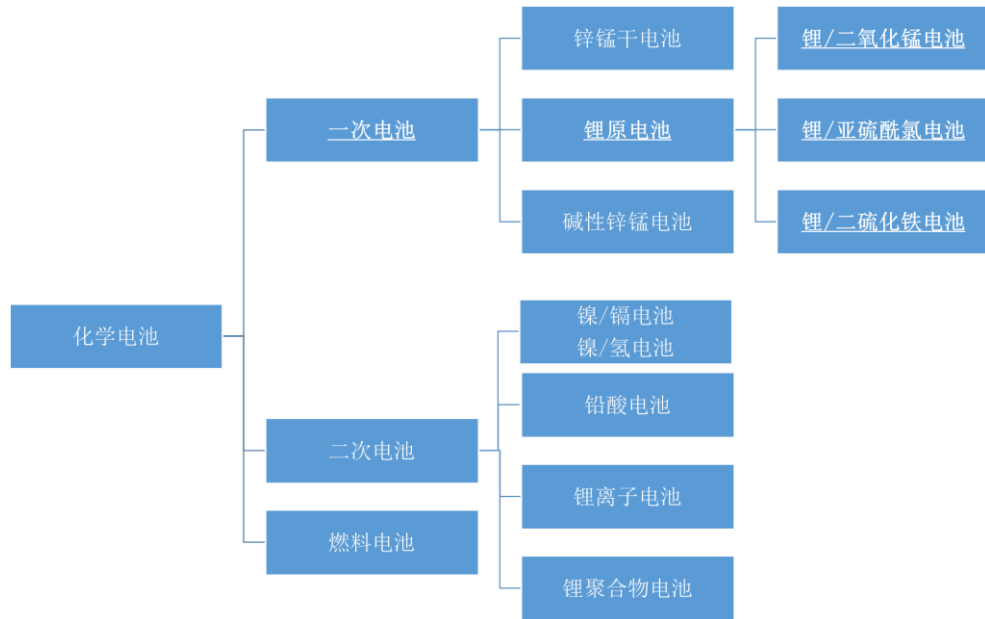 化学电池
一次电池
锌锰干电池
锂原电池
锂/二氧化锰电池
锂/亚硫酰氯电池
锂/二硫化铁电池
碱性锌锰电池
二次电池
镍/镉电池
镍/氢电池
铅酸电池
锂离子电池
锂聚合物电池
燃料电池